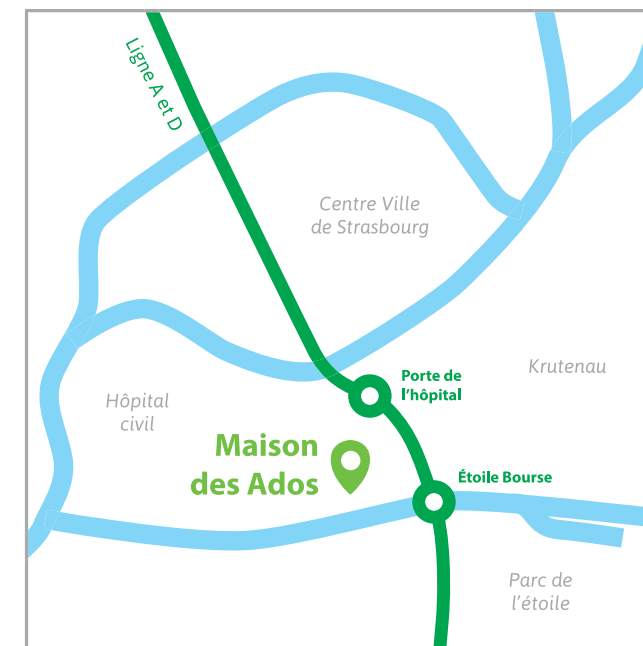 Ligne A et D
Centre Ville
de Strasbourg
Porte de
l'hôpital
Krutenau
Hôpital
civil
Maison
des Ados
Étoile Bourse
Parc de
l'étoile